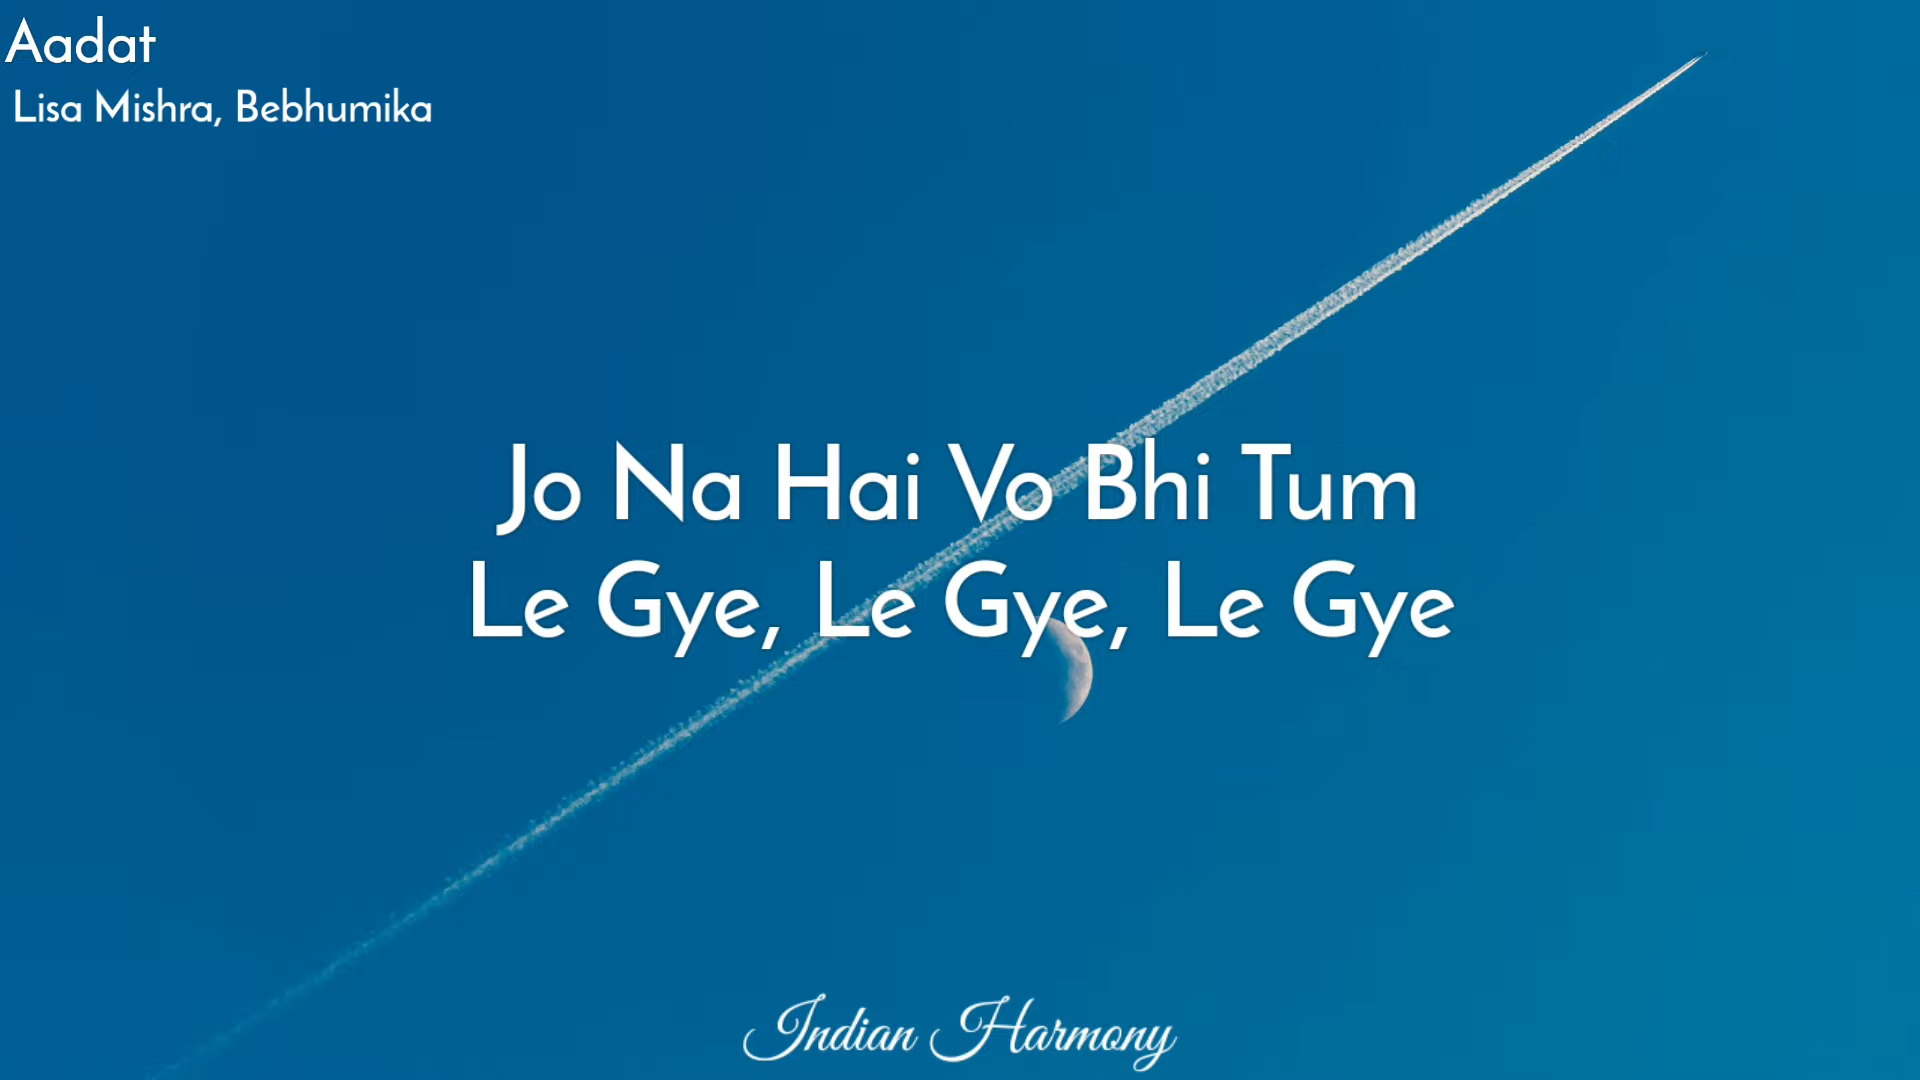 Aadat
Lisa Mishra, Bebhumika
Jo Na Hai Vo Bhi Tum
Le Gye, Le Gye, Le Gye
Indian Harmony